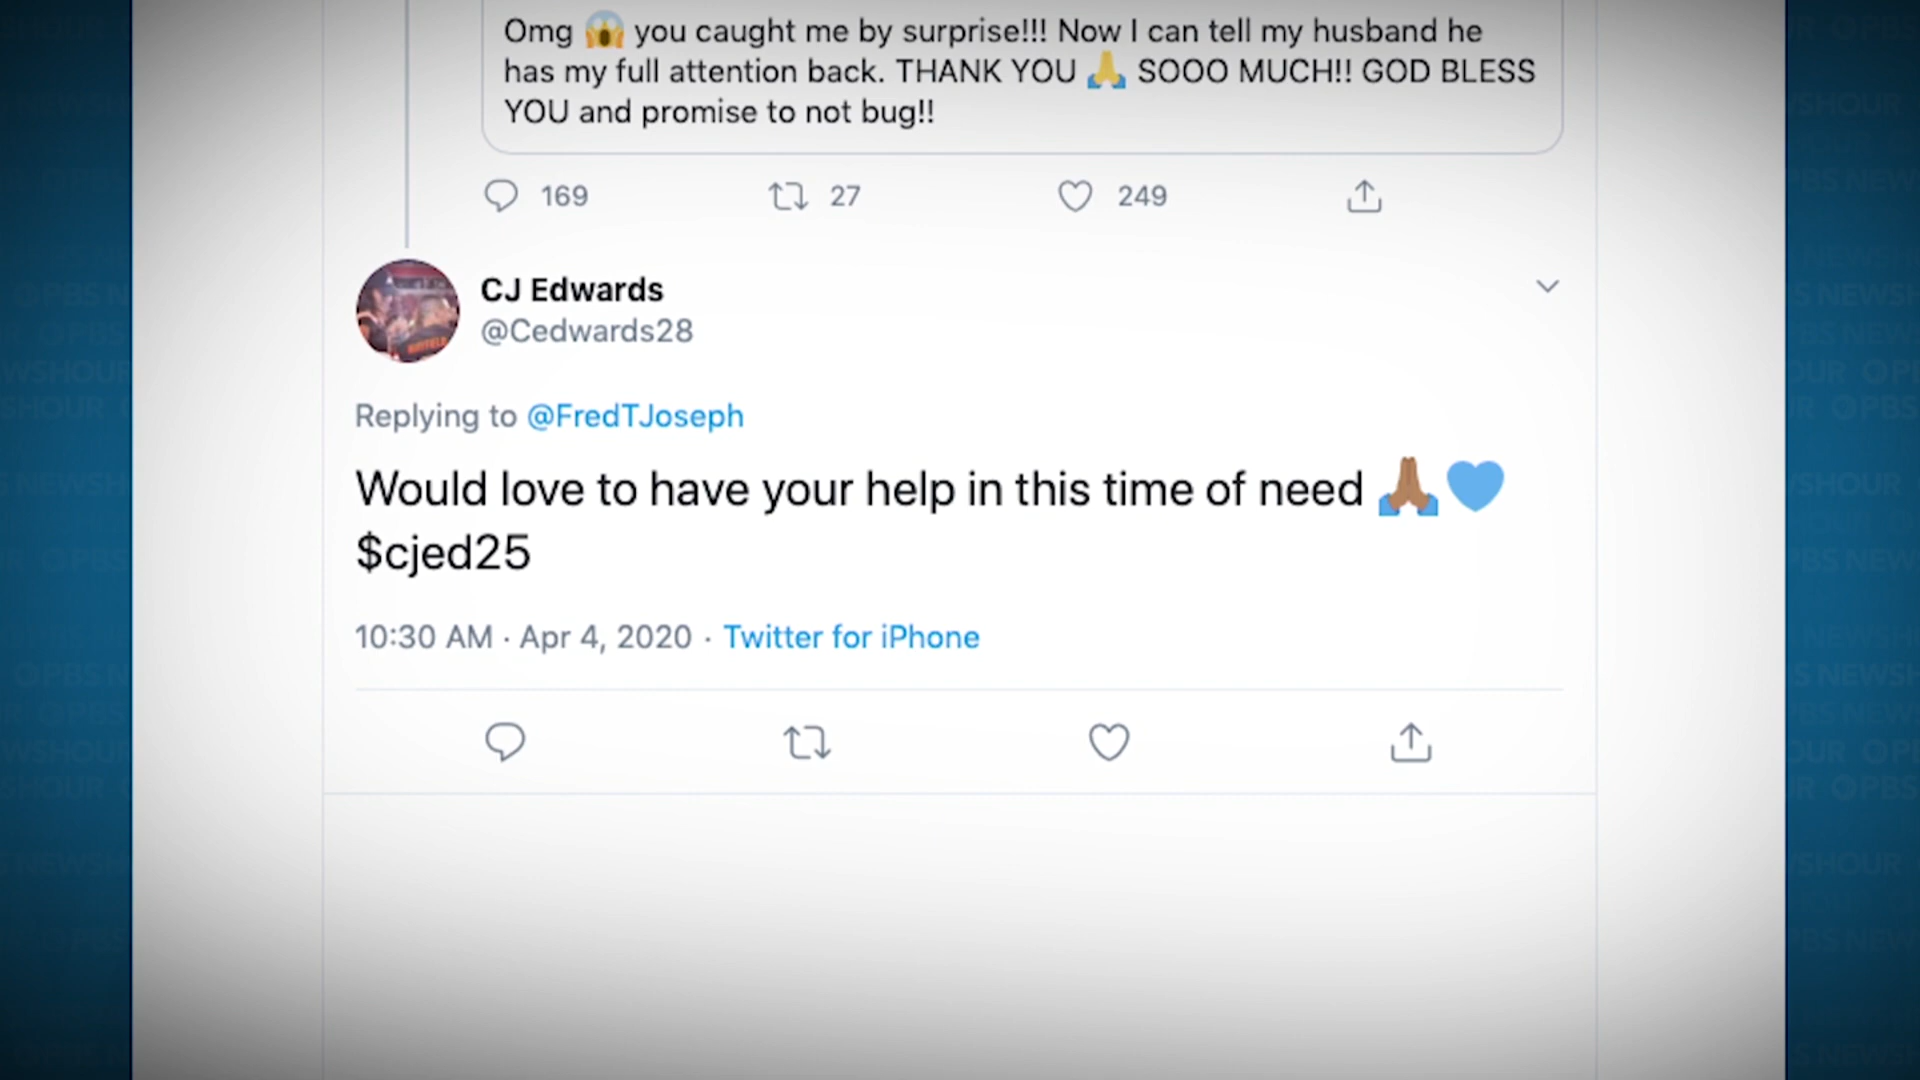 Omg 😱 you caught me by surprise!!! Now I can tell my husband he
has my full attention back. THANK YOU 🙏 SOOO MUCH!! GOD BLESS
YOU and promise to not bug!!
169 27 249
CJ Edwards
@Cedwards28
Replying to @FredTJoseph
Would love to have your help in this time of need 🙏🏾💙
$cjed25
10:30 AM · Apr 4, 2020 · Twitter for iPhone